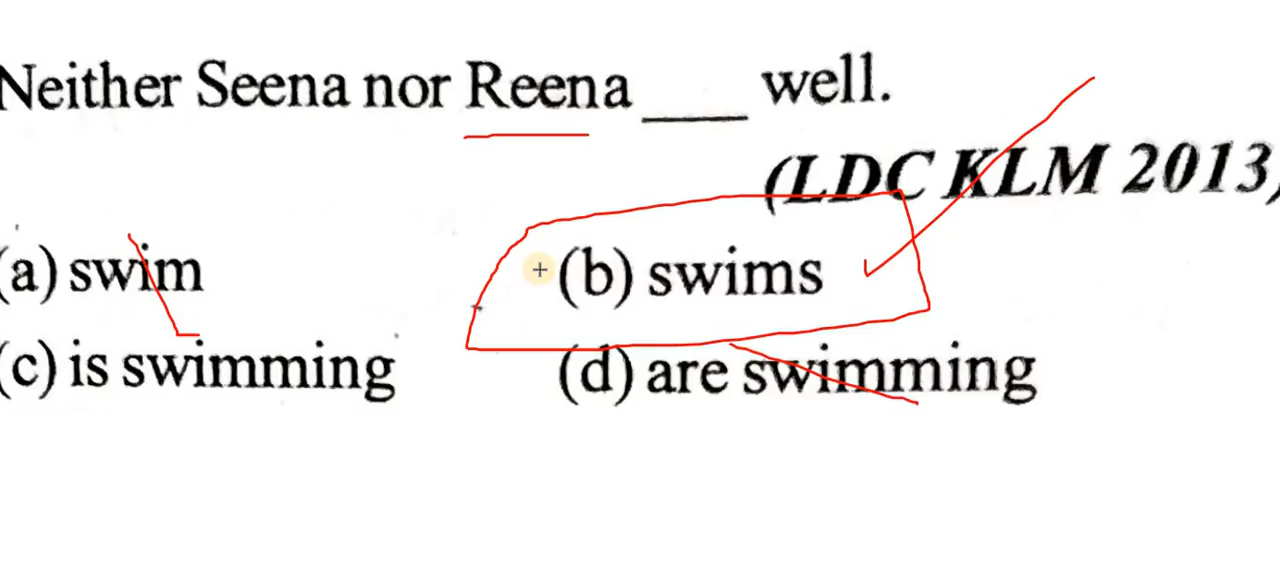 Neither Seena nor Reena ____ well.
(LDC KLM 2013)
(a) swim (b) swims
(c) is swimming (d) are swimming